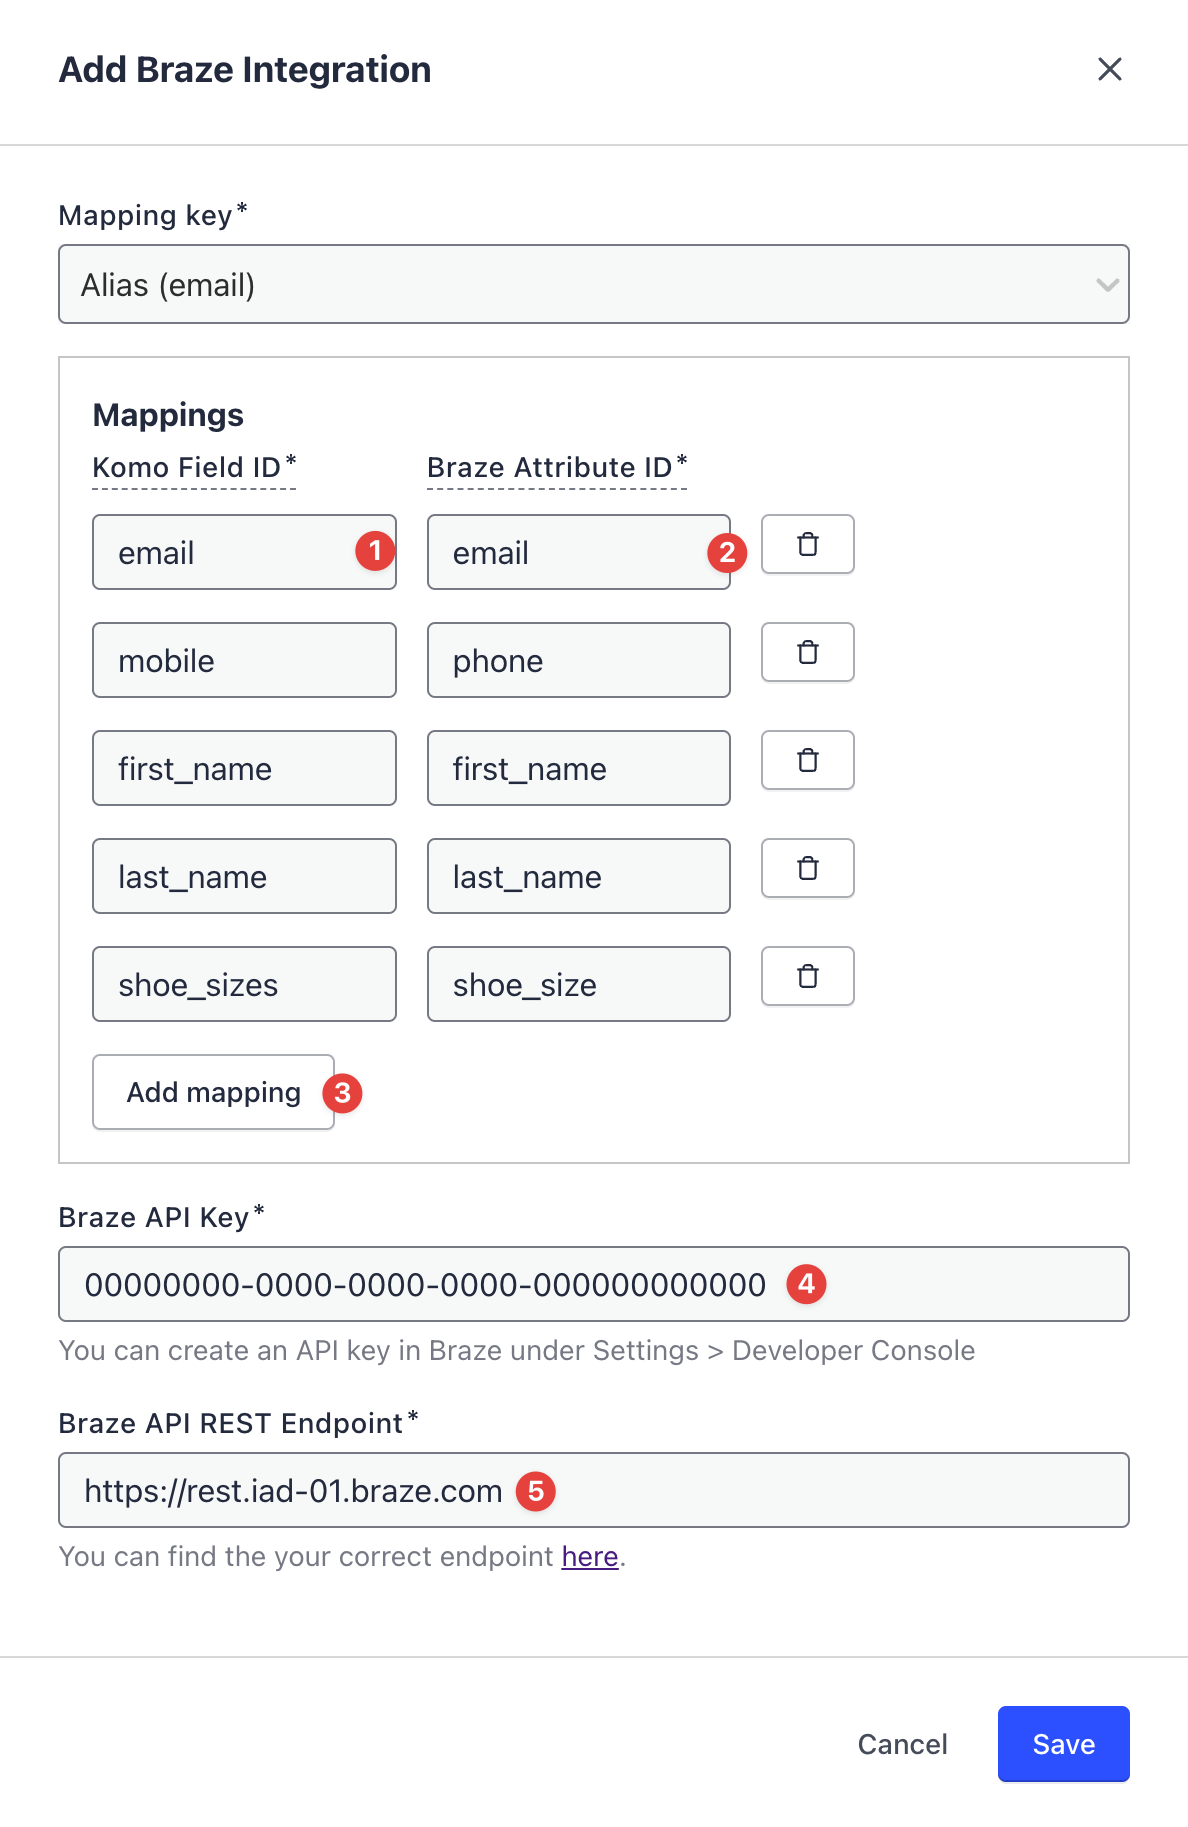 Add Braze Integration
Mapping key*
Alias (email)
Mappings
Komo Field ID* Braze Attribute ID*
email 1 email 2
mobile phone
first_name first_name
last_name last_name
shoe_sizes shoe_size
Add mapping 3
Braze API Key*
00000000-0000-0000-0000-000000000000 4
You can create an API key in Braze under Settings > Developer Console
Braze API REST Endpoint*
https://rest.iad-01.braze.com 5
You can find the your correct endpoint here.
Cancel Save